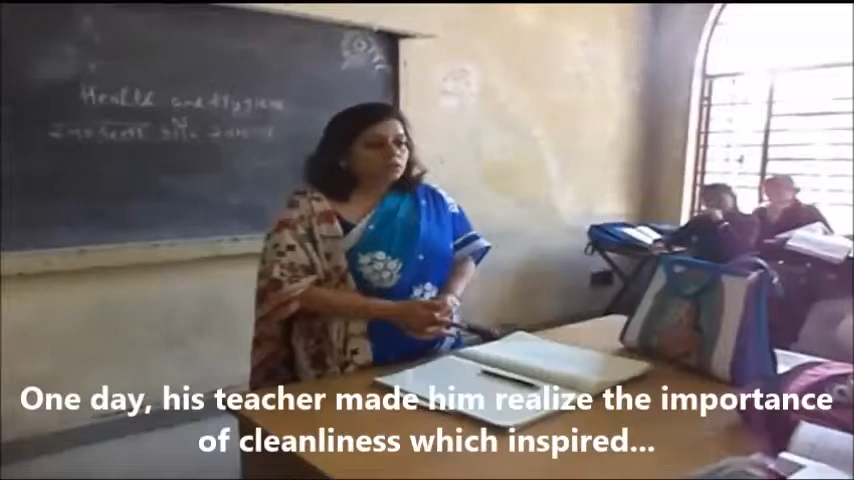 Health and Hygiene
One day, his teacher made him realize the importance
of cleanliness which inspired...